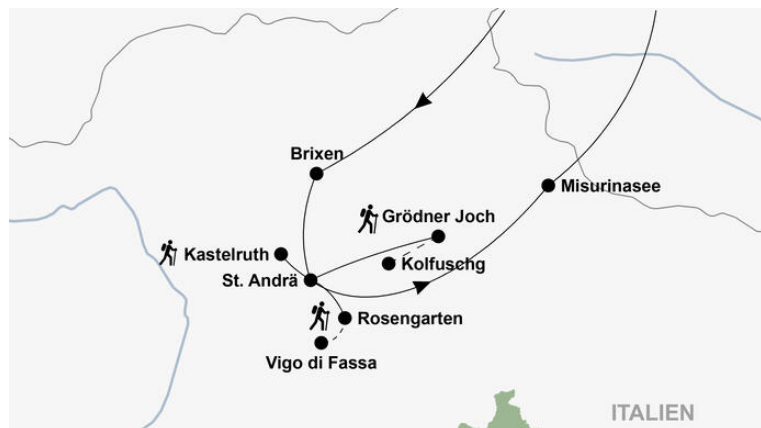 Brixen
Misurinasee
Grödner Joch
Kastelruth
Kolfuschg
St. Andrä
Rosengarten
Vigo di Fassa
ITALIEN